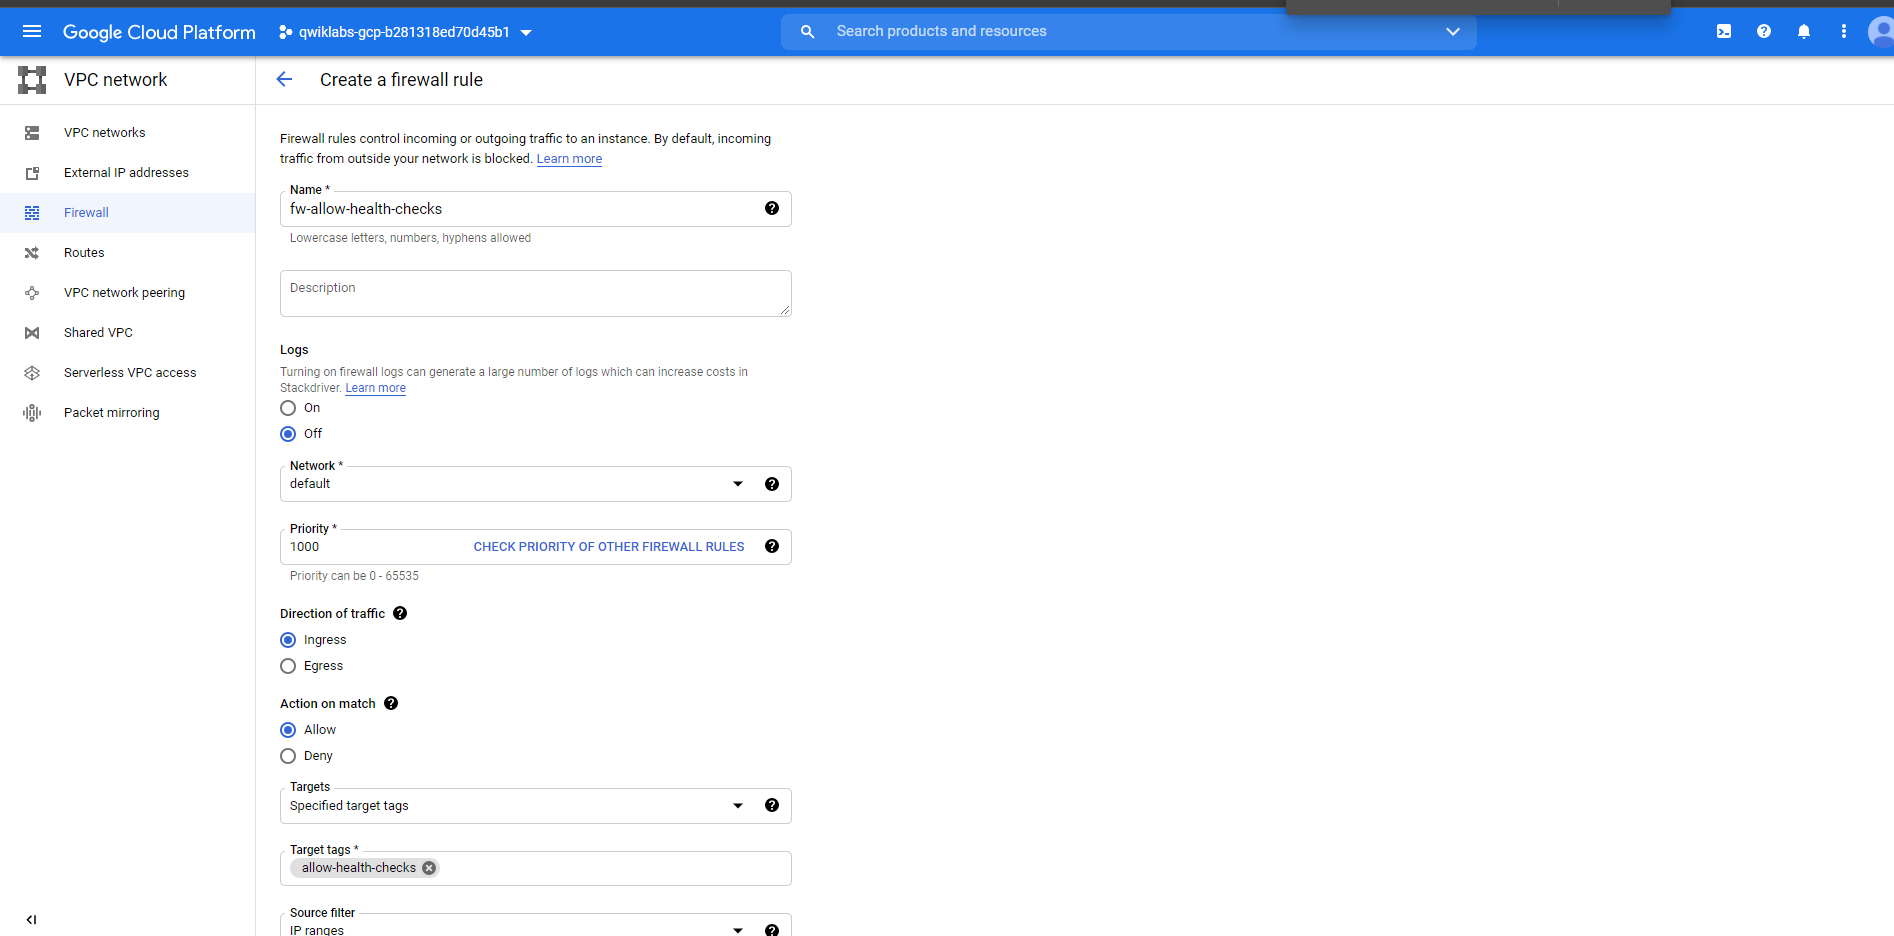 Google Cloud Platform
qwiklabs-gcp-b281318ed70d45b1
Search products and resources
VPC network
Create a firewall rule
VPC networks
External IP addresses
Firewall
Routes
VPC network peering
Shared VPC
Serverless VPC access
Packet mirroring
Firewall rules control incoming or outgoing traffic to an instance. By default, incoming
traffic from outside your network is blocked. Learn more
Name *
fw-allow-health-checks
Lowercase letters, numbers, hyphens allowed
Description
Logs
Turning on firewall logs can generate a large number of logs which can increase costs in
Stackdriver. Learn more
On
Off
Network *
default
Priority *
1000 CHECK PRIORITY OF OTHER FIREWALL RULES
Priority can be 0 - 65535
Direction of traffic
Ingress
Egress
Action on match
Allow
Deny
Targets
Specified target tags
Target tags *
allow-health-checks
Source filter
IP ranges